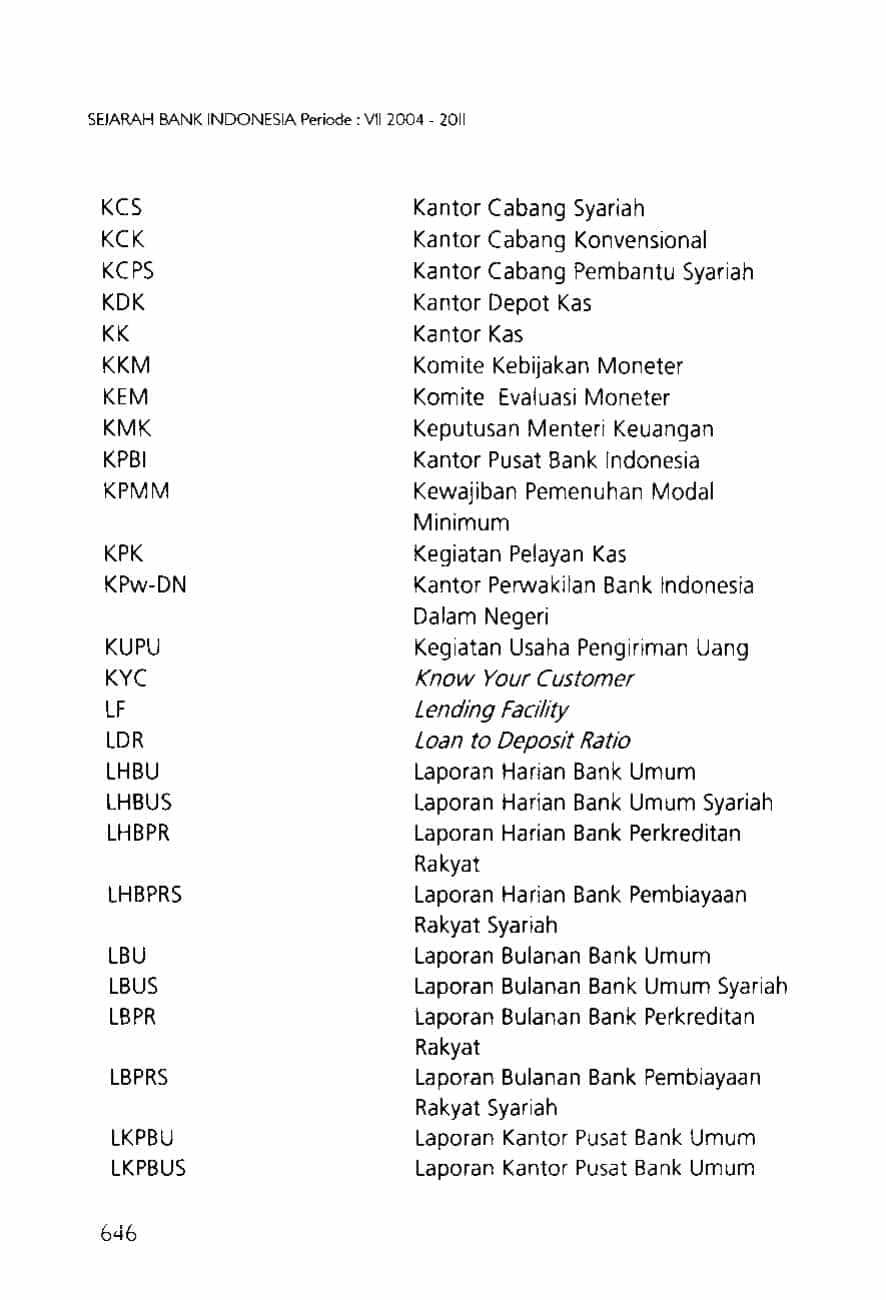 SEJARAH BANK INDONESIA Periode : VII 2004 - 2011
KCS Kantor Cabang Syariah
KCK Kantor Cabang Konvensional
KCPS Kantor Cabang Pembantu Syariah
KDK Kantor Depot Kas
KK Kantor Kas
KKM Komite Kebijakan Moneter
KEM Komite Evaluasi Moneter
KMK Keputusan Menteri Keuangan
KPBI Kantor Pusat Bank Indonesia
KPMM Kewajiban Pemenuhan Modal
Minimum
KPK Kegiatan Pelayan Kas
KPw-DN Kantor Perwakilan Bank Indonesia
Dalam Negeri
KUPU Kegiatan Usaha Pengiriman Uang
KYC Know Your Customer
LF Lending Facility
LDR Loan to Deposit Ratio
LHBU Laporan Harian Bank Umum
LHBUS Laporan Harian Bank Umum Syariah
LHBPR Laporan Harian Bank Perkreditan
Rakyat
LHBPRS Laporan Harian Bank Pembiayaan
Rakyat Syariah
LBU Laporan Bulanan Bank Umum
LBUS Laporan Bulanan Bank Umum Syariah
LBPR Laporan Bulanan Bank Perkreditan
Rakyat
LBPRS Laporan Bulanan Bank Pembiayaan
Rakyat Syariah
LKPBU Laporan Kantor Pusat Bank Umum
LKPBUS Laporan Kantor Pusat Bank Umum
646